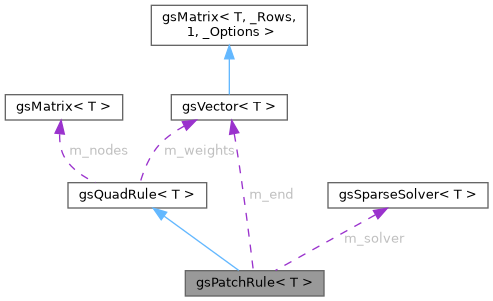 gsMatrix< T, _Rows,
1, _Options >
gsMatrix< T >
gsVector< T >
m_nodes
m_weights
gsQuadRule< T >
m_end
gsSparseSolver< T >
m_solver
gsPatchRule< T >